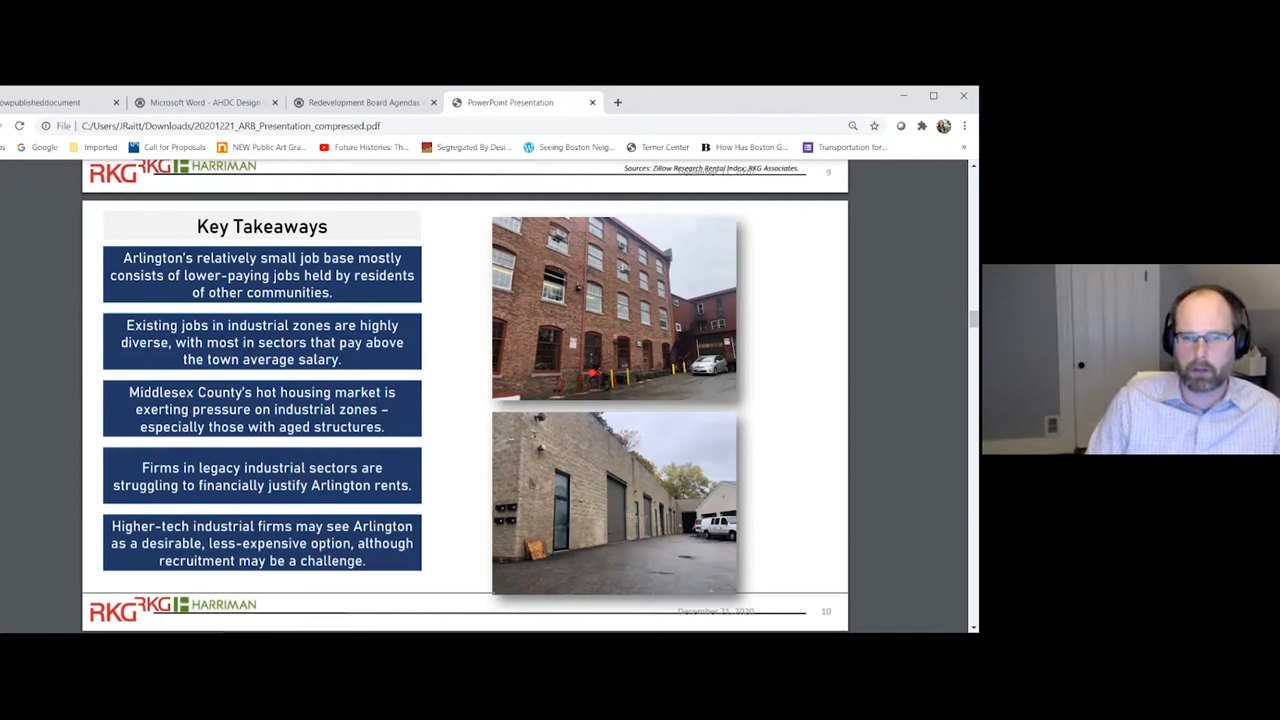 owpublisheddocument
Microsoft Word - AHDC Design
Redevelopment Board Agendas
PowerPoint Presentation
File
C:/Users/JRaitt/Downloads/20201221_ARB_Presentation_compressed.pdf
Google
Imported
Call for Proposals
NEW Public Art Gra...
Future Histories: Th...
Segregated By Desi...
Seeing Boston Neig...
Terner Center
How Has Boston G...
Transportation for...
RKG RKG HARRIMAN
Sources: Zillow Research Rental Index; RKG Associates.
9
Key Takeaways
Arlington's relatively small job base mostly
consists of lower-paying jobs held by residents
of other communities.
Existing jobs in industrial zones are highly
diverse, with most in sectors that pay above
the town average salary.
Middlesex County's hot housing market is
exerting pressure on industrial zones –
especially those with aged structures.
Firms in legacy industrial sectors are
struggling to financially justify Arlington rents.
Higher-tech industrial firms may see Arlington
as a desirable, less-expensive option, although
recruitment may be a challenge.
RKG RKG HARRIMAN
December 21, 2020
10